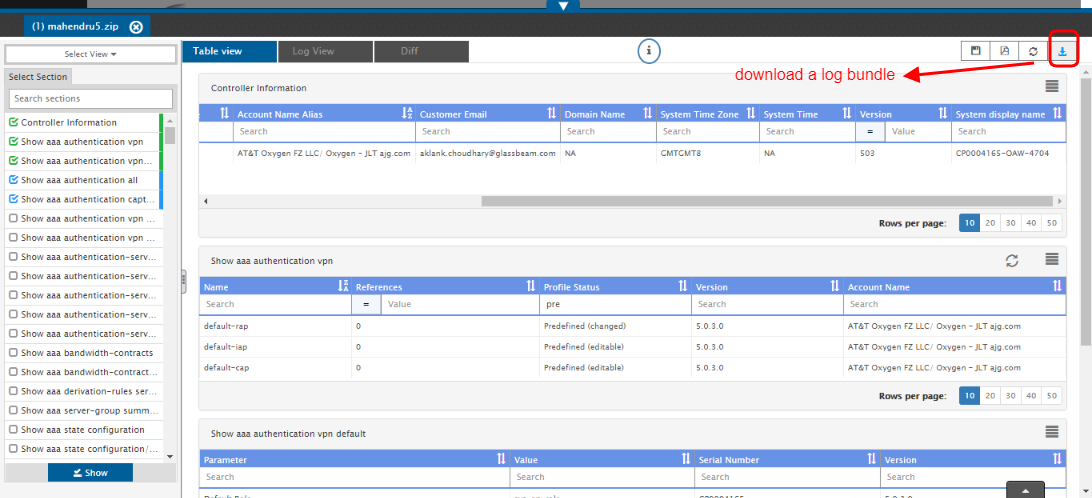 (1) mahendru5.zip
Select View
Table view Log View Diff
i
download a log bundle
Select Section
Search sections
Controller Information
Show aaa authentication vpn
Show aaa authentication vpn...
Show aaa authentication all
Show aaa authentication capt...
Show aaa authentication vpn ...
Show aaa authentication vpn ...
Show aaa authentication-serv...
Show aaa authentication-serv...
Show aaa authentication-serv...
Show aaa authentication-serv...
Show aaa authentication-serv...
Show aaa bandwidth-contracts
Show aaa bandwidth-contract...
Show aaa derivation-rules ser...
Show aaa server-group summ...
Show aaa state configuration
Show aaa state configuration/...
Show
Controller Information
Account Name Alias Customer Email Domain Name System Time Zone System Time Version System display name
Search Search Search Search Search = Value Search
AT&T Oxygen FZ LLC/ Oxygen - JLT ajg.com aklank.choudhary@glassbeam.com NA GMTGMT8 NA 503 CP0004165-OAW-4704
Rows per page: 10 20 30 40 50
Show aaa authentication vpn
Name References Profile Status Version Account Name
Search = Value pre Search Search
default-rap 0 Predefined (changed) 5.0.3.0 AT&T Oxygen FZ LLC/ Oxygen - JLT ajg.com
default-iap 0 Predefined (editable) 5.0.3.0 AT&T Oxygen FZ LLC/ Oxygen - JLT ajg.com
default-cap 0 Predefined (editable) 5.0.3.0 AT&T Oxygen FZ LLC/ Oxygen - JLT ajg.com
Rows per page: 10 20 30 40 50
Show aaa authentication vpn default
Parameter Value Serial Number Version
Search Search Search Search